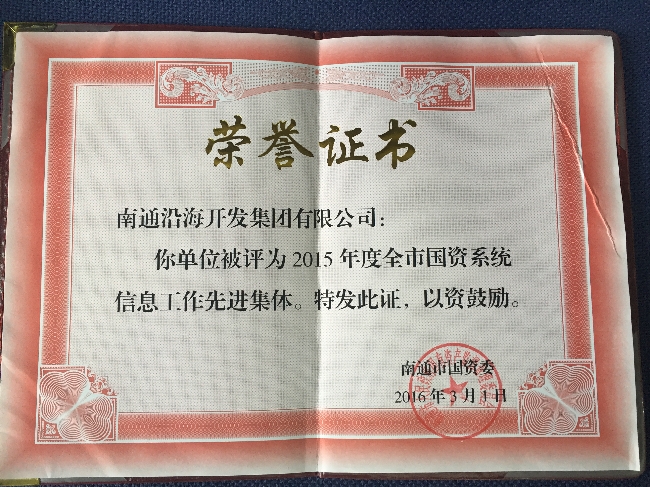 荣誉证书
南通沿海开发集团有限公司：
你单位被评为2015年度全市国资系统
信息工作先进集体。特发此证，以资鼓励。
南通市国资委
2016年3月1日